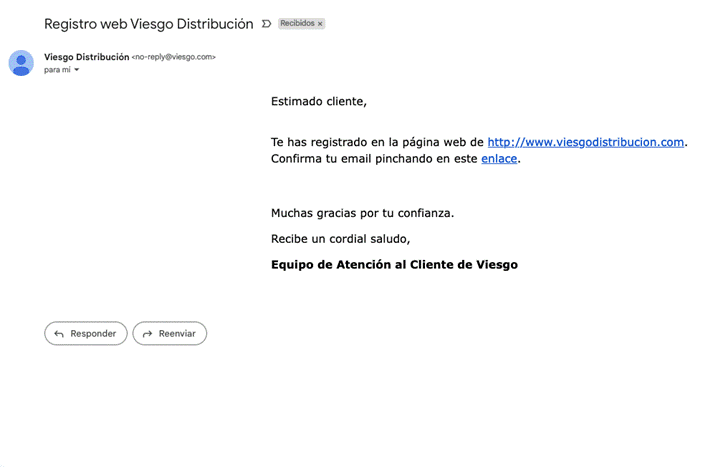 Registro web Viesgo Distribución
Recibidos x
Viesgo Distribución <no-reply@viesgo.com>
para mí
Estimado cliente,
Te has registrado en la página web de http://www.viesgodistribucion.com.
Confirma tu email pinchando en este enlace.
Muchas gracias por tu confianza.
Recibe un cordial saludo,
Equipo de Atención al Cliente de Viesgo
Responder
Reenviar